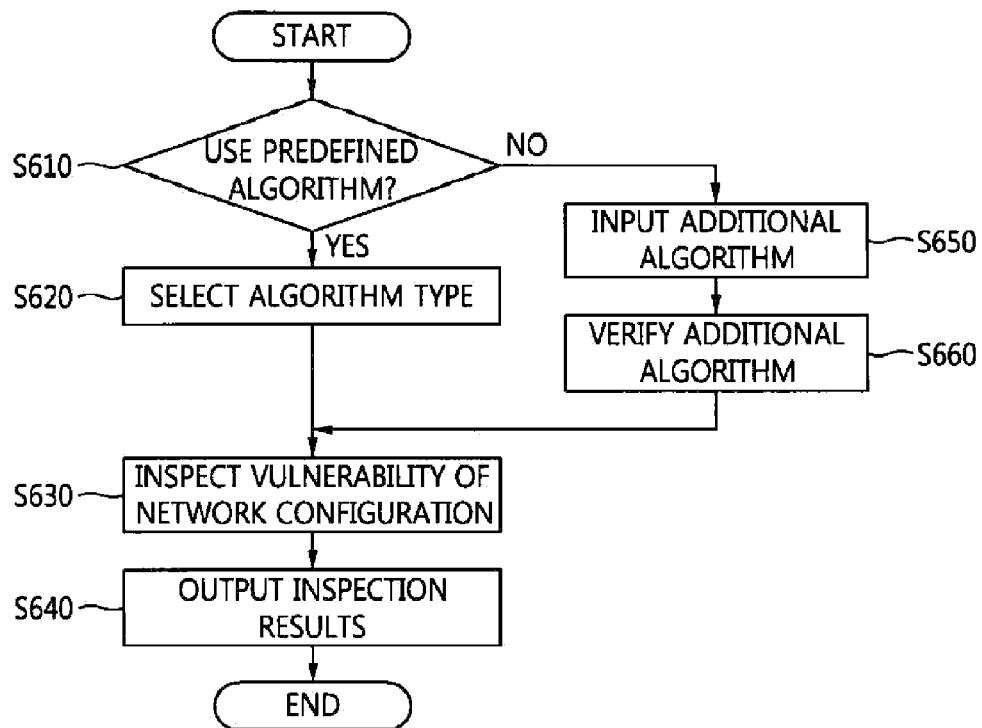 START
S610
USE PREDEFINED
ALGORITHM?
NO
YES
INPUT ADDITIONAL
ALGORITHM
S650
S620
SELECT ALGORITHM TYPE
VERIFY ADDITIONAL
ALGORITHM
S660
S630
INSPECT VULNERABILITY OF
NETWORK CONFIGURATION
S640
OUTPUT INSPECTION
RESULTS
END